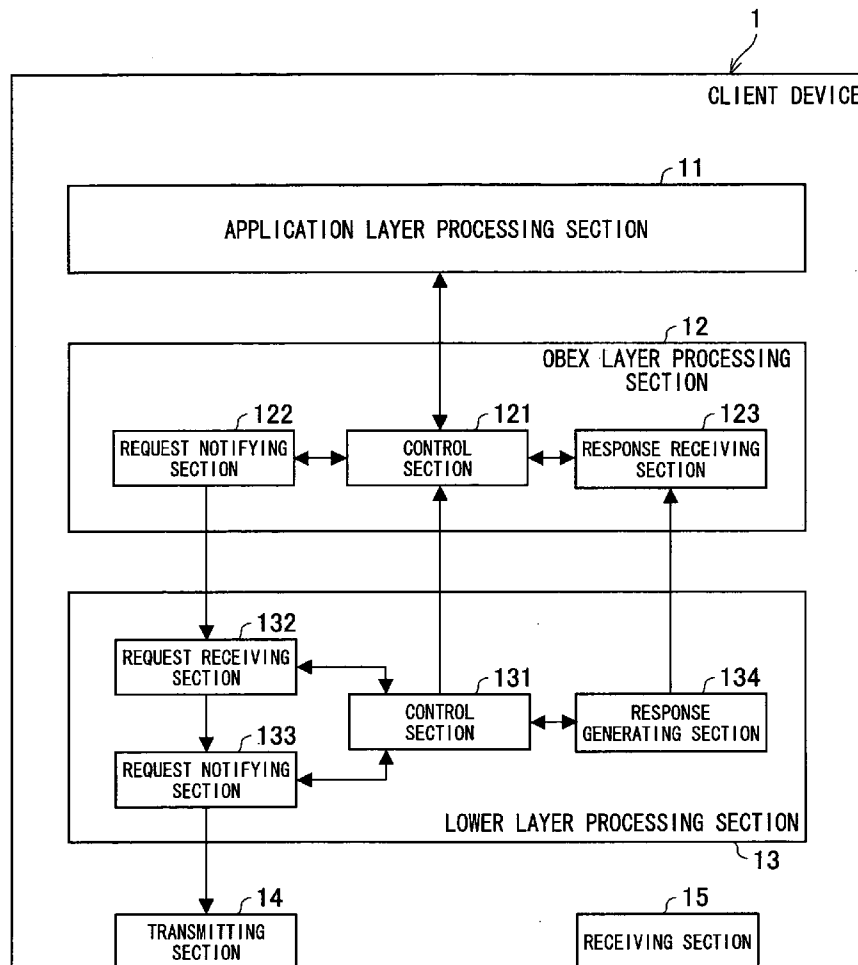 1
CLIENT DEVICE
11
APPLICATION LAYER PROCESSING SECTION
12
OBEX LAYER PROCESSING
SECTION
122
REQUEST NOTIFYING
SECTION
121
CONTROL
SECTION
123
RESPONSE RECEIVING
SECTION
132
REQUEST RECEIVING
SECTION
131
CONTROL
SECTION
134
RESPONSE
GENERATING SECTION
133
REQUEST NOTIFYING
SECTION
LOWER LAYER PROCESSING SECTION
13
14
TRANSMITTING
SECTION
15
RECEIVING SECTION